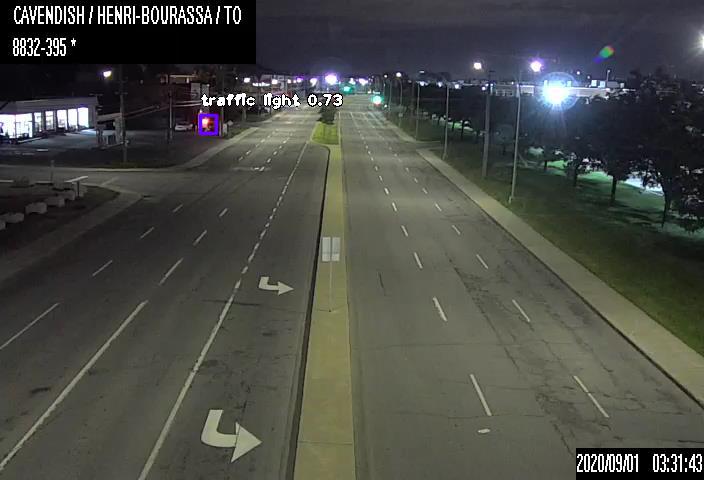 CAVENDISH / HENRI-BOURASSA / TO
8832-395 *
traffic light 0.73
2020/09/01 03:31:43